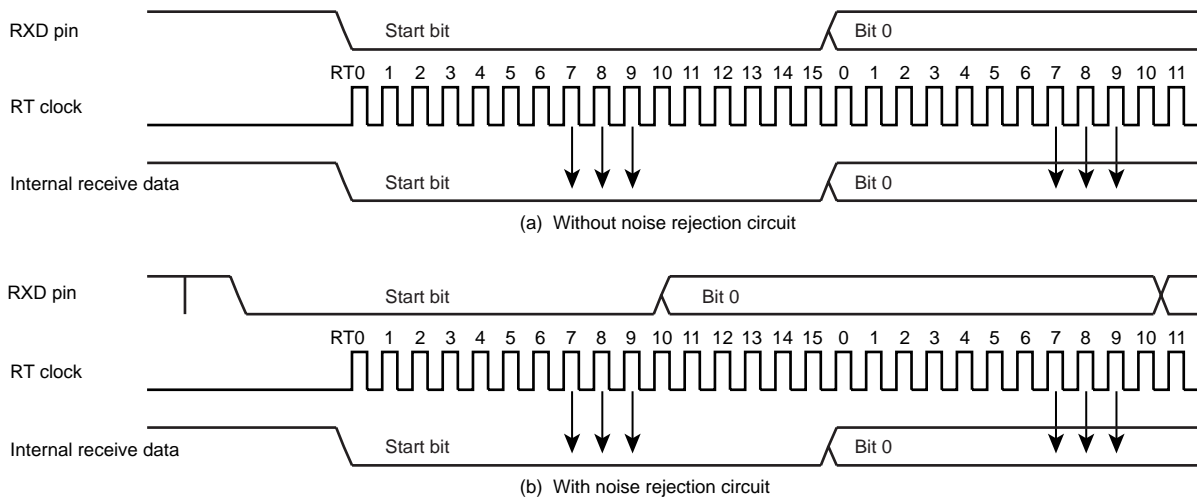 RXD pin
Start bit
Bit 0
RT0 1 2 3 4 5 6 7 8 9 10 11 12 13 14 15 0 1 2 3 4 5 6 7 8 9 10 11
RT clock
Internal receive data
Start bit
Bit 0
(a) Without noise rejection circuit
RXD pin
Start bit
Bit 0
RT0 1 2 3 4 5 6 7 8 9 10 11 12 13 14 15 0 1 2 3 4 5 6 7 8 9 10 11
RT clock
Internal receive data
Start bit
Bit 0
(b) With noise rejection circuit